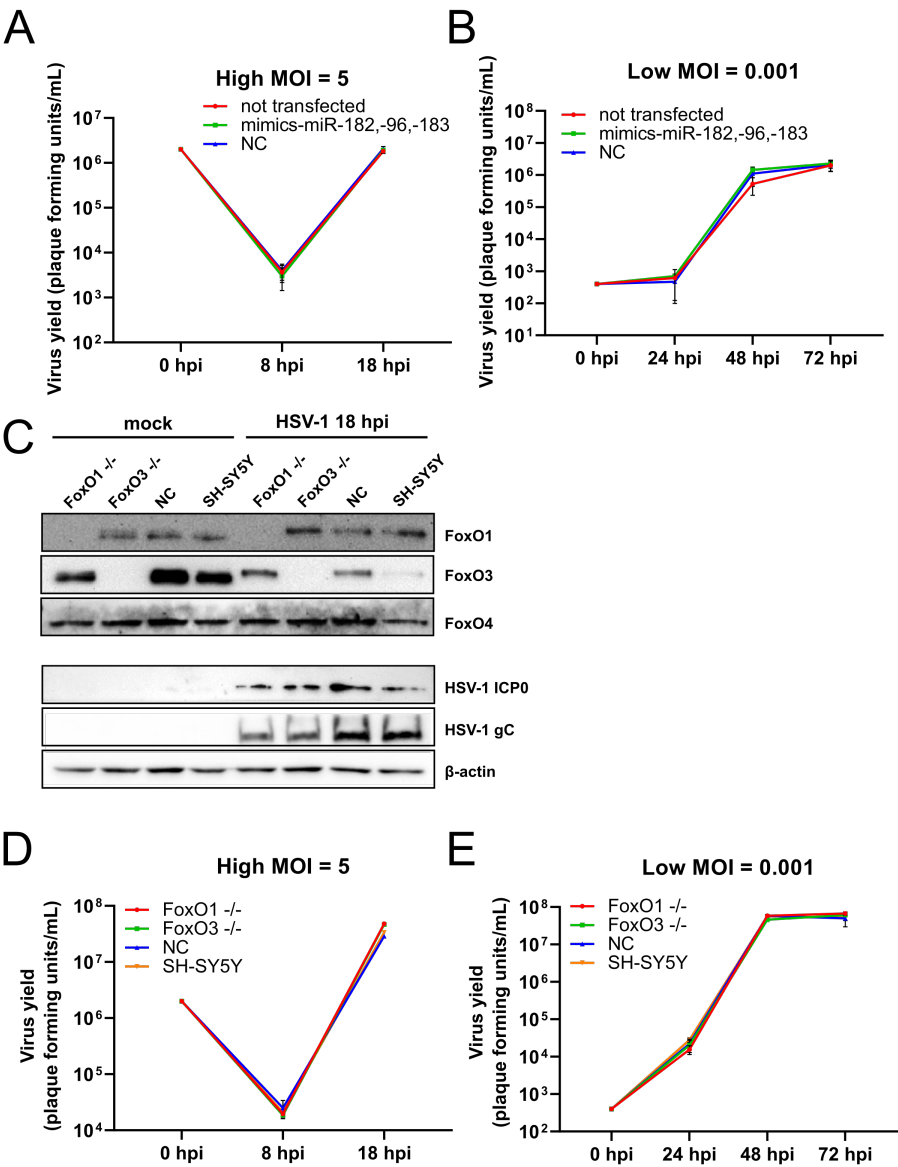 A
High MOI = 5
not transfected
mimics-miR-182,-96,-183
NC
Virus yield (plaque forming units/mL)
10⁷
10⁶
10⁵
10⁴
10³
10²
0 hpi 8 hpi 18 hpi
B
Low MOI = 0.001
not transfected
mimics-miR-182,-96,-183
NC
Virus yield (plaque forming units/mL)
10⁸
10⁷
10⁶
10⁵
10⁴
10³
10²
10¹
0 hpi 24 hpi 48 hpi 72 hpi
C
mock HSV-1 18 hpi
FoxO1 -/- FoxO3 -/- NC SH-SY5Y FoxO1 -/- FoxO3 -/- NC SH-SY5Y
FoxO1
FoxO3
FoxO4
HSV-1 ICP0
HSV-1 gC
β-actin
D
High MOI = 5
FoxO1 -/-
FoxO3 -/-
NC
SH-SY5Y
Virus yield
(plaque forming units/mL)
10⁸
10⁷
10⁶
10⁵
10⁴
0 hpi 8 hpi 18 hpi
E
Low MOI = 0.001
FoxO1 -/-
FoxO3 -/-
NC
SH-SY5Y
Virus yield
(plaque forming units/mL)
10⁸
10⁷
10⁶
10⁵
10⁴
10³
10²
0 hpi 24 hpi 48 hpi 72 hpi